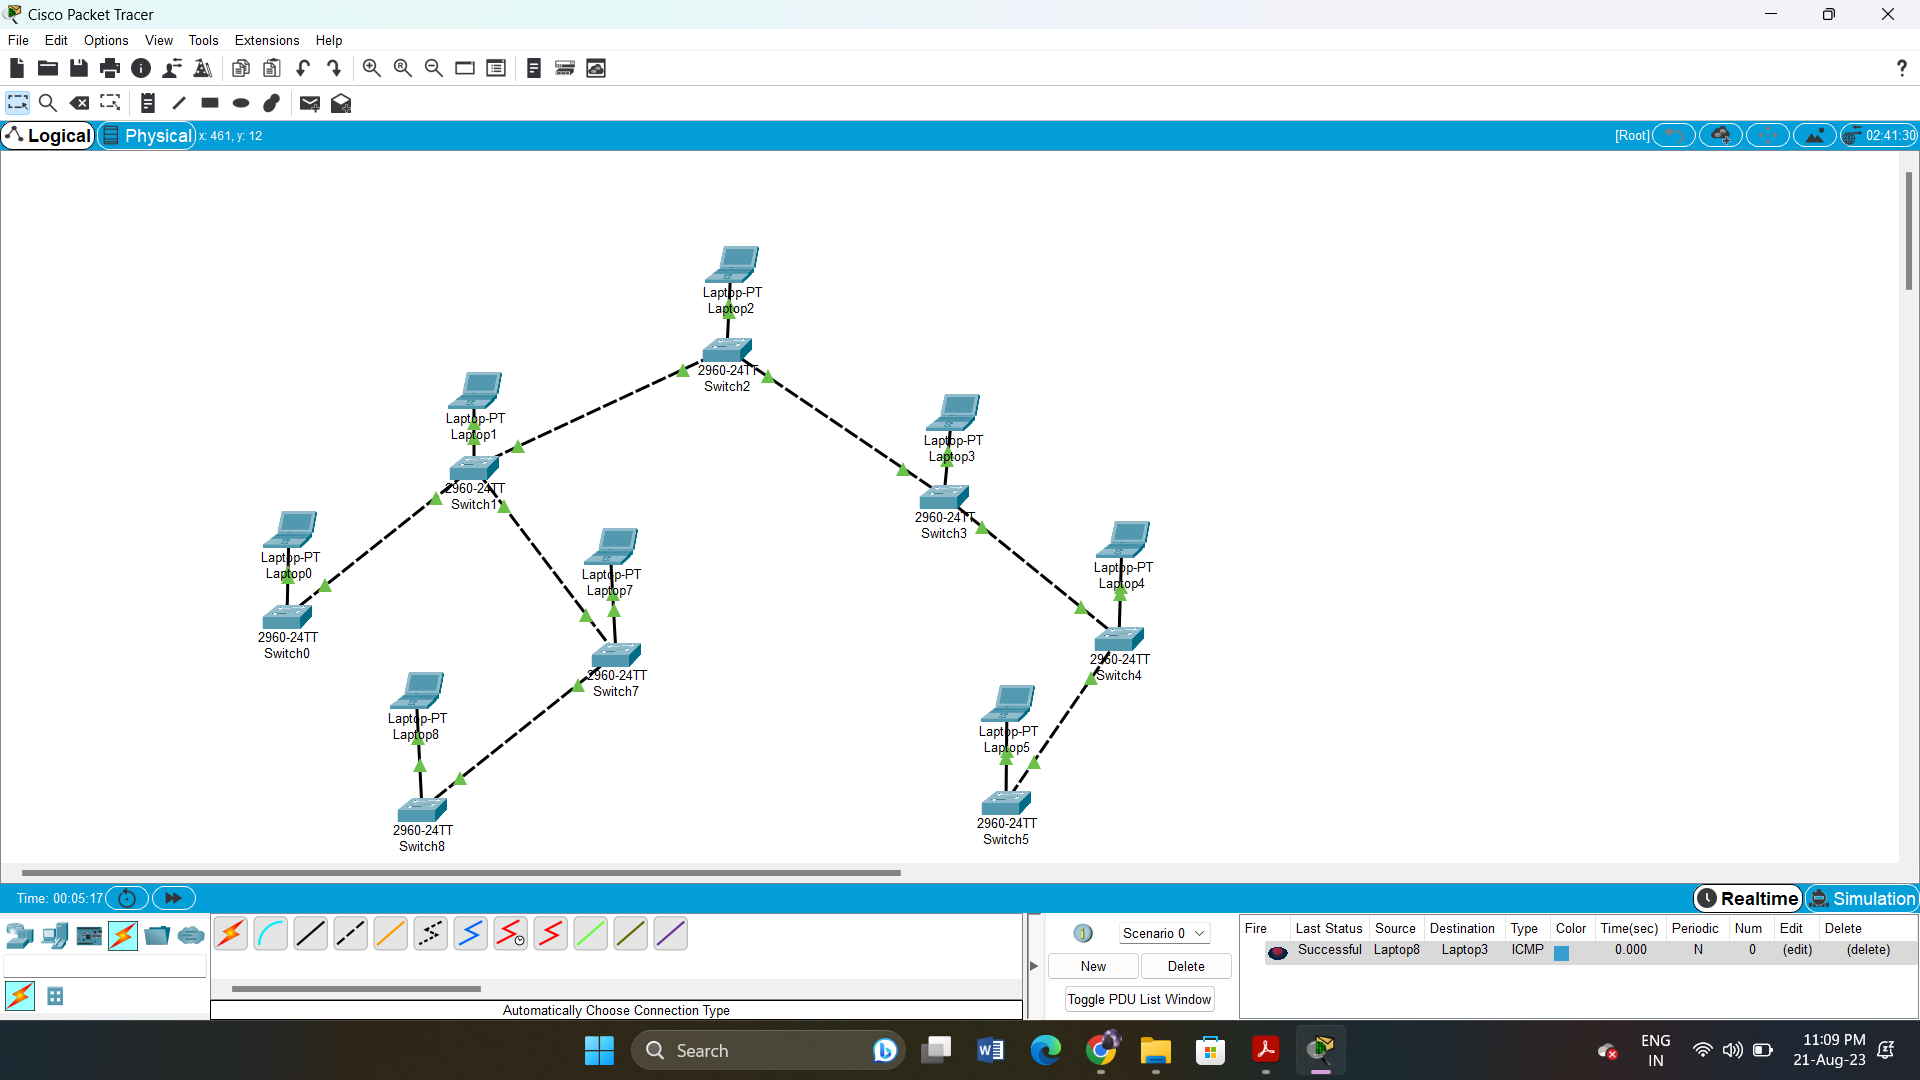 Cisco Packet Tracer
File Edit Options View Tools Extensions Help
?
Logical Physical x: 461, y: 12 [Root] 02:41:30
Laptop-PT
Laptop2
2960-24TT
Switch2
Laptop-PT
Laptop1
2960-24TT
Switch1
Laptop-PT
Laptop3
2960-24TT
Switch3
Laptop-PT
Laptop0
2960-24TT
Switch0
Laptop-PT
Laptop7
2960-24TT
Switch7
Laptop-PT
Laptop4
2960-24TT
Switch4
Laptop-PT
Laptop8
2960-24TT
Switch8
Laptop-PT
Laptop5
2960-24TT
Switch5
Time: 00:05:17 Realtime Simulation
Scenario 0
New Delete
Toggle PDU List Window
Fire Last Status Source Destination Type Color Time(sec) Periodic Num Edit Delete
Successful Laptop8 Laptop3 ICMP 0.000 N 0 (edit) (delete)
Automatically Choose Connection Type
Search
ENG
IN
11:09 PM
21-Aug-23